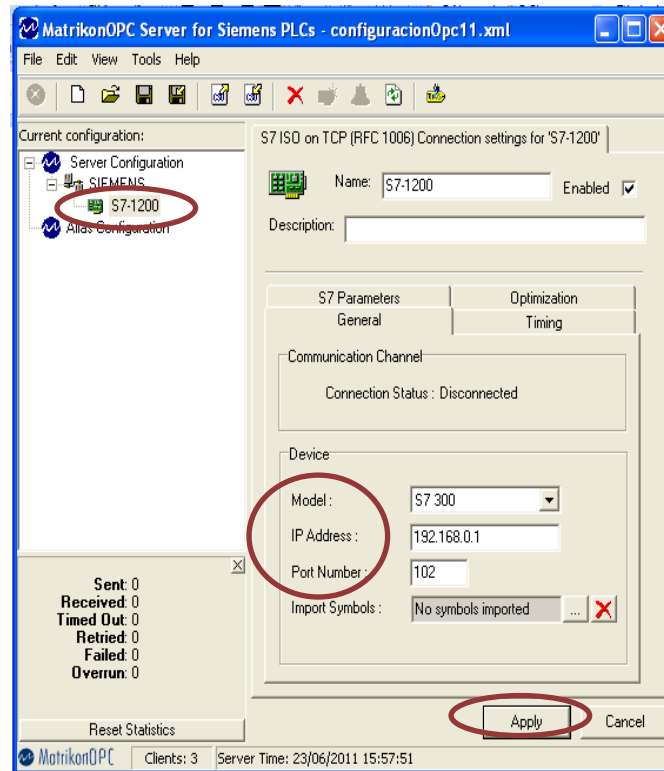 MatrikonOPC Server for Siemens PLCs - configuracionOpc11.xml
File Edit View Tools Help
Current configuration:
Server Configuration
SIEMENS
S7-1200
Alias Configuration
S7 ISO on TCP (RFC 1006) Connection settings for 'S7-1200'
Name: S7-1200 Enabled
Description:
S7 Parameters Optimization
General Timing
Communication Channel
Connection Status : Disconnected
Device
Model : S7 300
IP Address : 192.168.0.1
Port Number : 102
Import Symbols : No symbols imported ...
Sent: 0
Received: 0
Timed Out: 0
Retried: 0
Failed: 0
Overrun: 0
Reset Statistics
Apply Cancel
MatrikonOPC Clients: 3 Server Time: 23/06/2011 15:57:51